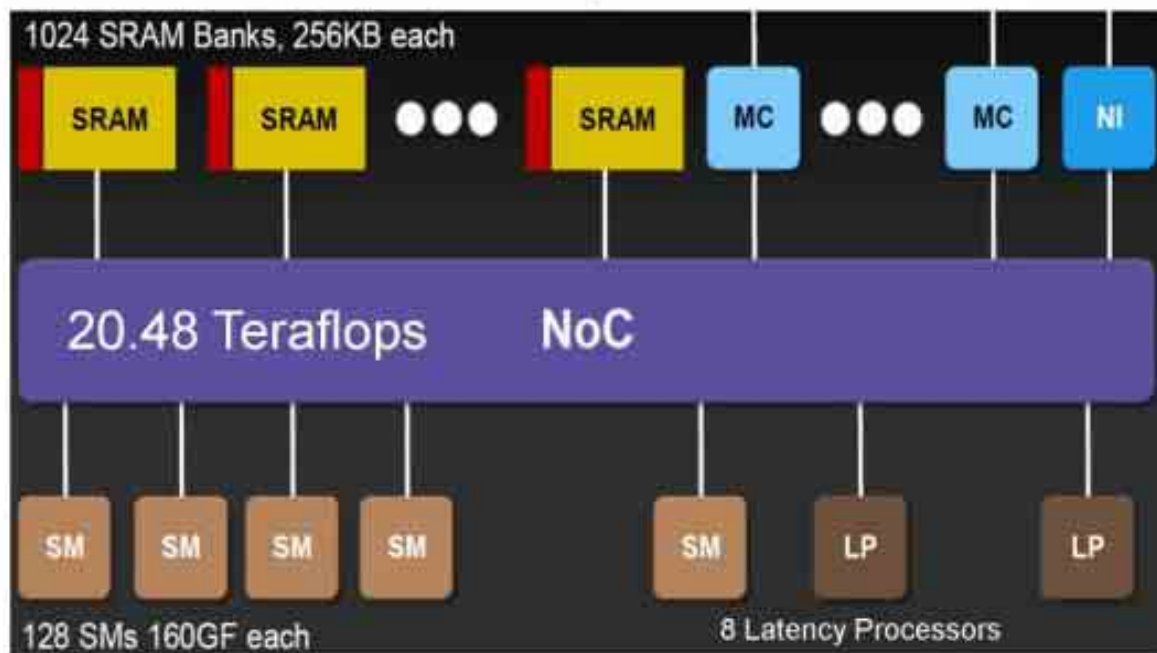 1024 SRAM Banks, 256KB each
SRAM SRAM SRAM MC MC NI
20.48 Teraflops NoC
SM SM SM SM SM LP LP
128 SMs 160GF each
8 Latency Processors